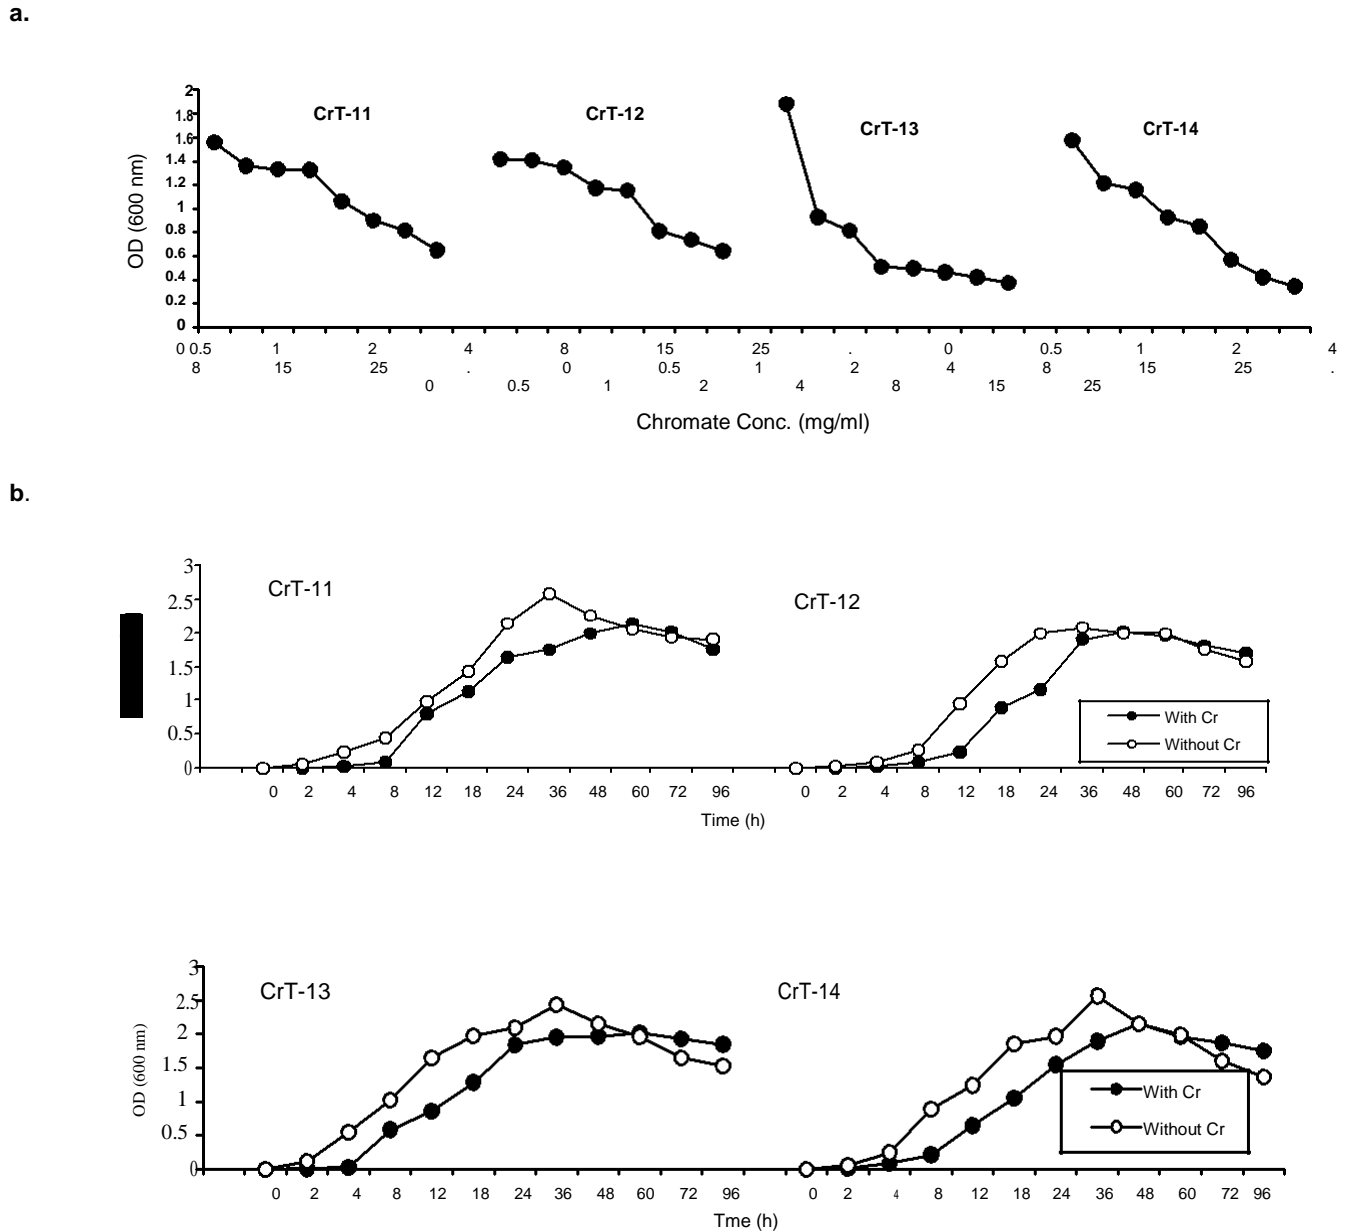 a.
2
1.8
CrT-11 CrT-12 CrT-13 CrT-14
1.6
1.4
1.2
1
0.8
0.6
0.4
0.2
0
OD (600 nm)
0 0.5 1 2 4 8 15 25 . 0 0.5 1 2 4
8 15 25 . 0 0.5 1 2 4 8 15 25 .
0 0.5 1 2 4 8 15 25
Chromate Conc. (mg/ml)
b.
3
2.5
2
1.5
1
0.5
0
CrT-11
CrT-12
With Cr
Without Cr
0 2 4 8 12 18 24 36 48 60 72 96 0 2 4 8 12 18 24 36 48 60 72 96
Time (h)
3
2.5
2
1.5
1
0.5
0
OD (600 nm)
CrT-13 CrT-14
With Cr
Without Cr
0 2 4 8 12 18 24 36 48 60 72 96 0 2 4 8 12 18 24 36 48 60 72 96
Tme (h)